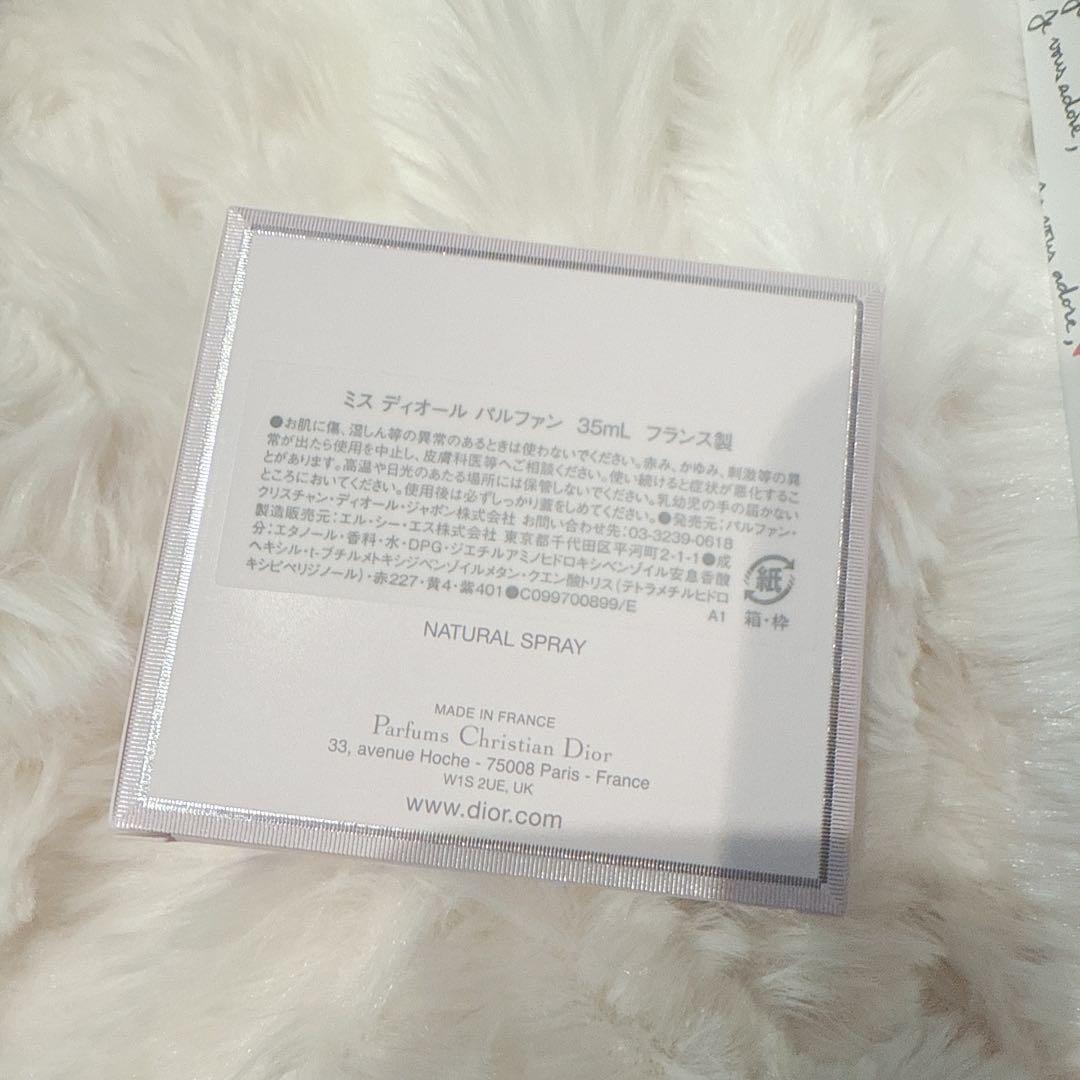 ミス ディオール パルファン 35mL フランス製
●お肌に傷、湿しん等の異常のあるときは使わないでください。赤み、かゆみ、刺激等の異
常が出たら使用を中止し、皮膚科医等へご相談ください。使い続けると症状が悪化するこ
とがあります。高温や日光のあたる場所には保管しないでください。乳幼児の手の届かない
ところにおいてください。使用後は必ずしっかり蓋をしめてください。●発売元:パルファン・
クリスチャン・ディオール・ジャポン株式会社 お問い合わせ先:03-3239-0618
製造販売元:エル・シー・エス株式会社 東京都千代田区平河町2-1-1●成
分:エタノール・香料・水・DPG・ジエチルアミノヒドロキシベンゾイル安息香酸
ヘキシル・t-ブチルメトキシジベンゾイルメタン・クエン酸トリス(テトラメチルヒドロ
キシピペリジノール)・赤227・黄4・紫401●C099700899/E
A1
紙
箱・枠
NATURAL SPRAY
MADE IN FRANCE
Parfums Christian Dior
33, avenue Hoche - 75008 Paris - France
W1S 2UE, UK
www.dior.com
Je vous adore,
vous adore,